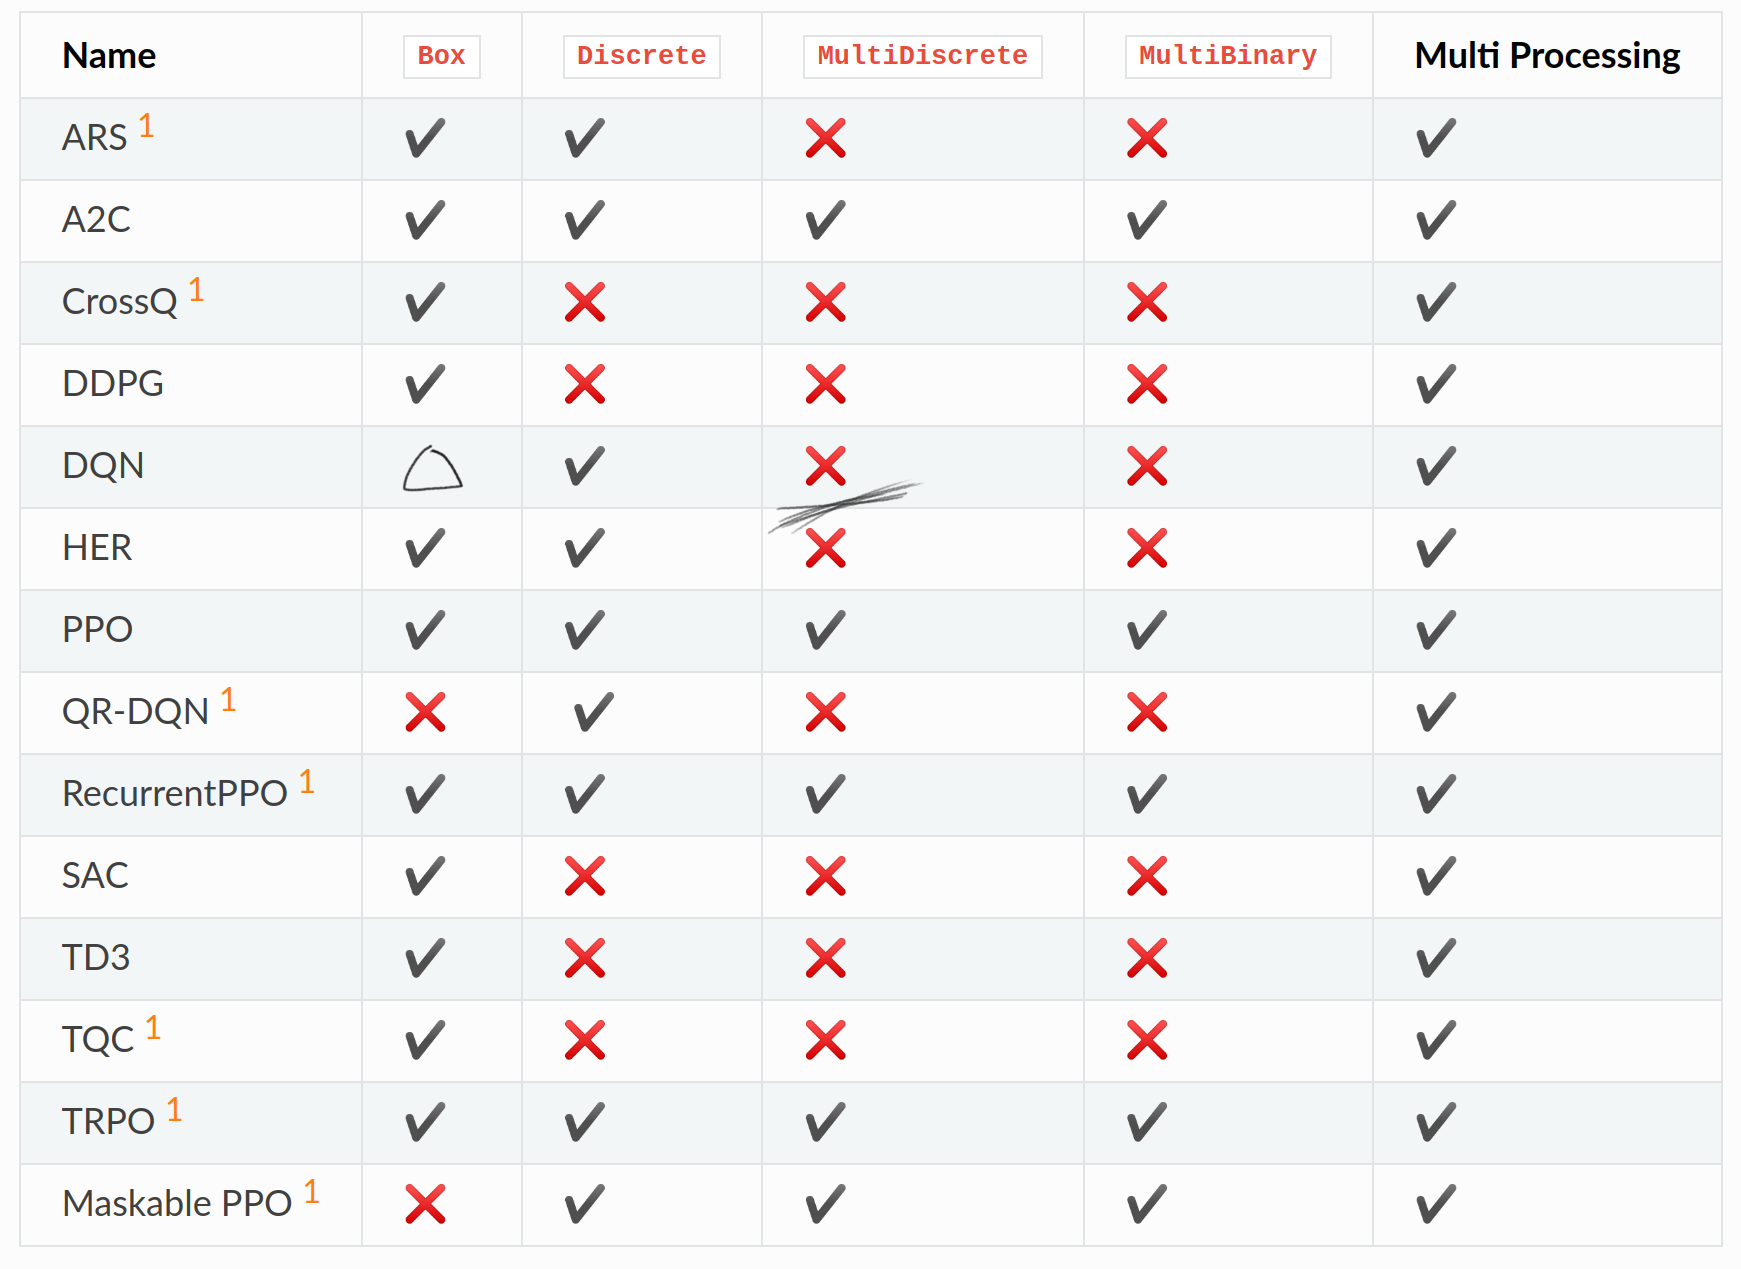 Name Box Discrete MultiDiscrete MultiBinary Multi Processing
ARS 1 ✔️ ✔️ ❌ ❌ ✔️
A2C ✔️ ✔️ ✔️ ✔️ ✔️
CrossQ 1 ✔️ ❌ ❌ ❌ ✔️
DDPG ✔️ ❌ ❌ ❌ ✔️
DQN △ ✔️ ❌ ❌ ✔️
HER ✔️ ✔️ ❌ ❌ ✔️
PPO ✔️ ✔️ ✔️ ✔️ ✔️
QR-DQN 1 ❌ ✔️ ❌ ❌ ✔️
RecurrentPPO 1 ✔️ ✔️ ✔️ ✔️ ✔️
SAC ✔️ ❌ ❌ ❌ ✔️
TD3 ✔️ ❌ ❌ ❌ ✔️
TQC 1 ✔️ ❌ ❌ ❌ ✔️
TRPO 1 ✔️ ✔️ ✔️ ✔️ ✔️
Maskable PPO 1 ❌ ✔️ ✔️ ✔️ ✔️